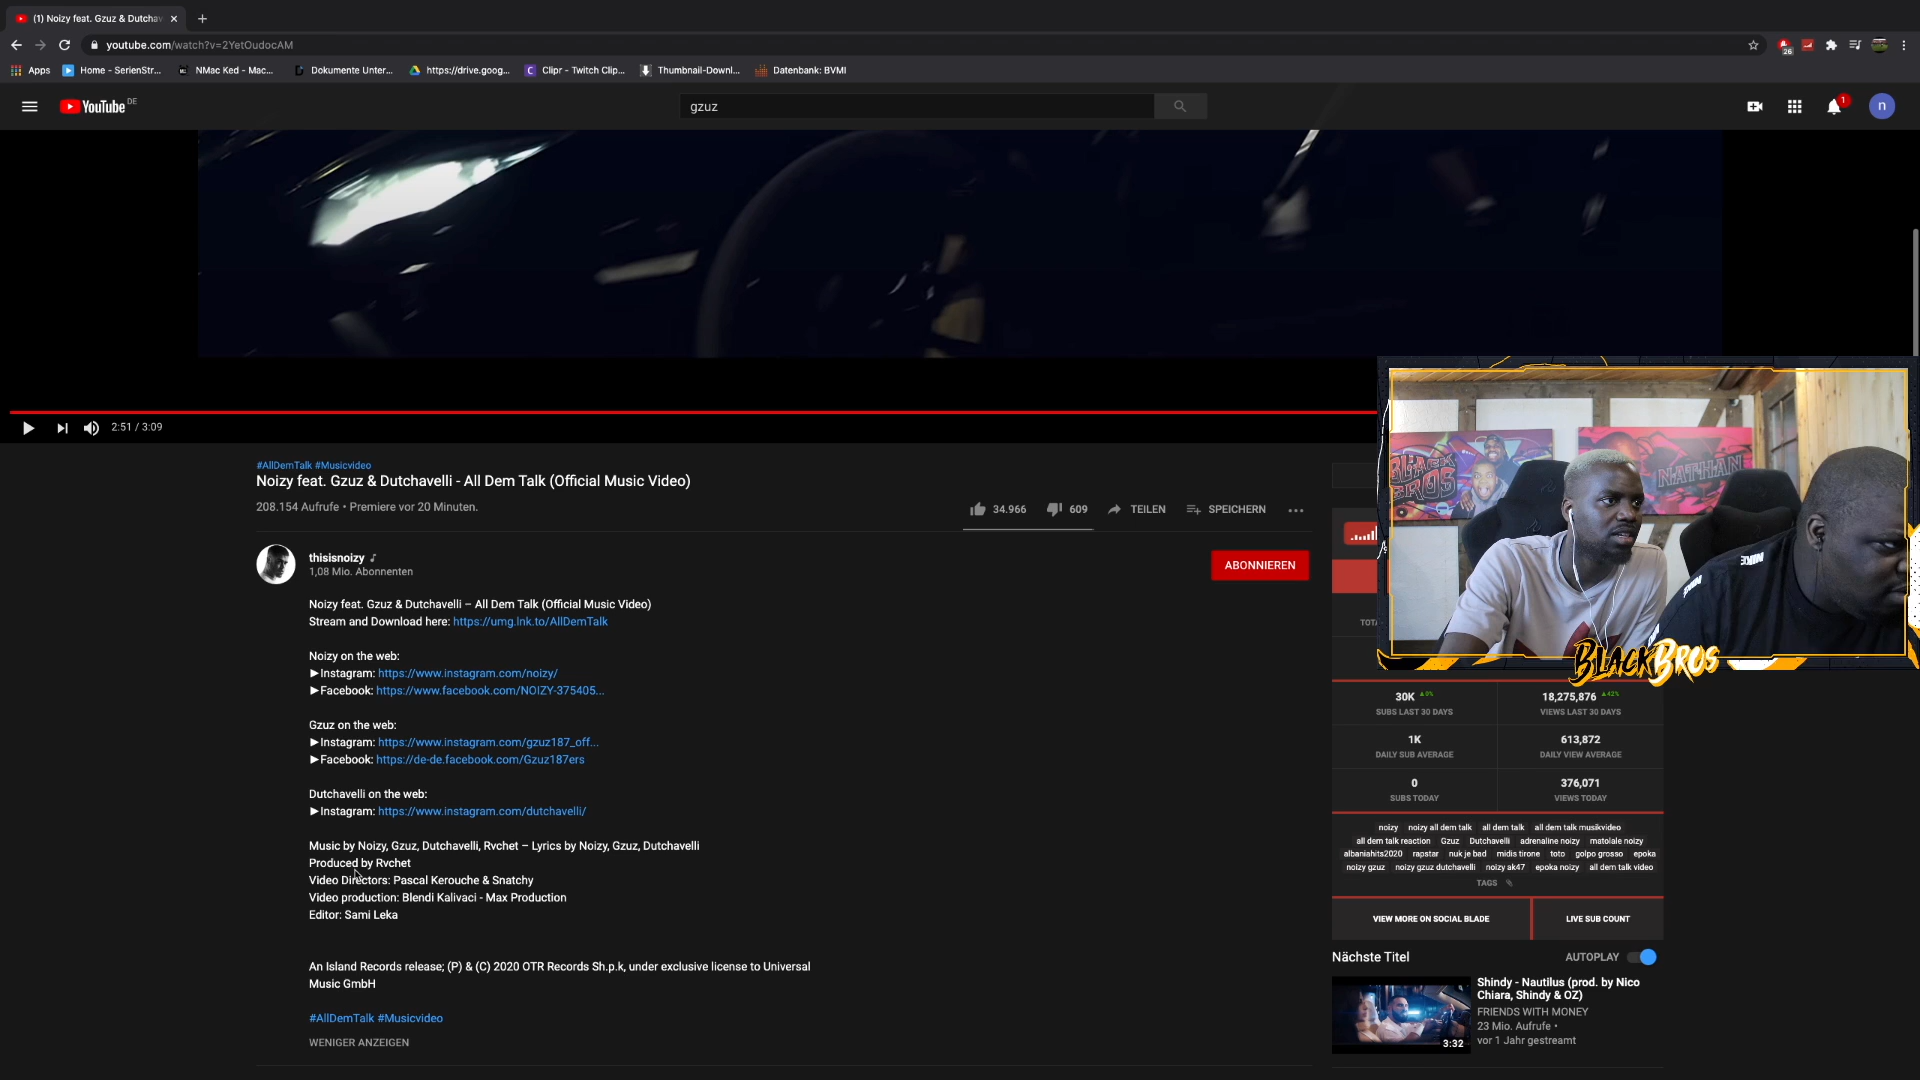 (1) Noizy feat. Gzuz & Dutchav
youtube.com/watch?v=2YetOudocAM
Apps Home - SerienStr... NMac Ked - Mac... Dokumente Unter... https://drive.goog... Clipr - Twitch Clip... Thumbnail-Downl... Datenbank: BVMI
26
YouTube DE
gzuz
1
n
2:51 / 3:09
#AllDemTalk #Musicvideo
Noizy feat. Gzuz & Dutchavelli - All Dem Talk (Official Music Video)
208.154 Aufrufe • Premiere vor 20 Minuten.
34.966 609 TEILEN SPEICHERN
thisisnoizy
1,08 Mio. Abonnenten
ABONNIEREN
Noizy feat. Gzuz & Dutchavelli – All Dem Talk (Official Music Video)
Stream and Download here: https://umg.lnk.to/AllDemTalk
Noizy on the web:
►Instagram: https://www.instagram.com/noizy/
►Facebook: https://www.facebook.com/NOIZY-375405...
Gzuz on the web:
►Instagram: https://www.instagram.com/gzuz187_off...
►Facebook: https://de-de.facebook.com/Gzuz187ers
Dutchavelli on the web:
►Instagram: https://www.instagram.com/dutchavelli/
Music by Noizy, Gzuz, Dutchavelli, Rvchet – Lyrics by Noizy, Gzuz, Dutchavelli
Produced by Rvchet
Video Directors: Pascal Kerouche & Snatchy
Video production: Blendi Kalivaci - Max Production
Editor: Sami Leka
An Island Records release; (P) & (C) 2020 OTR Records Sh.p.k, under exclusive license to Universal
Music GmbH
#AllDemTalk #Musicvideo
WENIGER ANZEIGEN
BLACK
BROS
NATHAN
NIKE
BLACKBROS
TOTA
30K ▲0% 18,275,876 ▲42%
SUBS LAST 30 DAYS VIEWS LAST 30 DAYS
1K 613,872
DAILY SUB AVERAGE DAILY VIEW AVERAGE
0 376,071
SUBS TODAY VIEWS TODAY
noizy noizy all dem talk all dem talk all dem talk musikvideo
all dem talk reaction Gzuz Dutchavelli adrenaline noizy matolale noizy
albaniahits2020 rapstar nuk je bad midis tirone toto golpo grosso epoka
noizy gzuz noizy gzuz dutchavelli noizy ak47 epoka noizy all dem talk video
TAGS
VIEW MORE ON SOCIAL BLADE LIVE SUB COUNT
Nächste Titel AUTOPLAY
Shindy - Nautilus (prod. by Nico
Chiara, Shindy & OZ)
FRIENDS WITH MONEY
23 Mio. Aufrufe •
vor 1 Jahr gestreamt
3:32